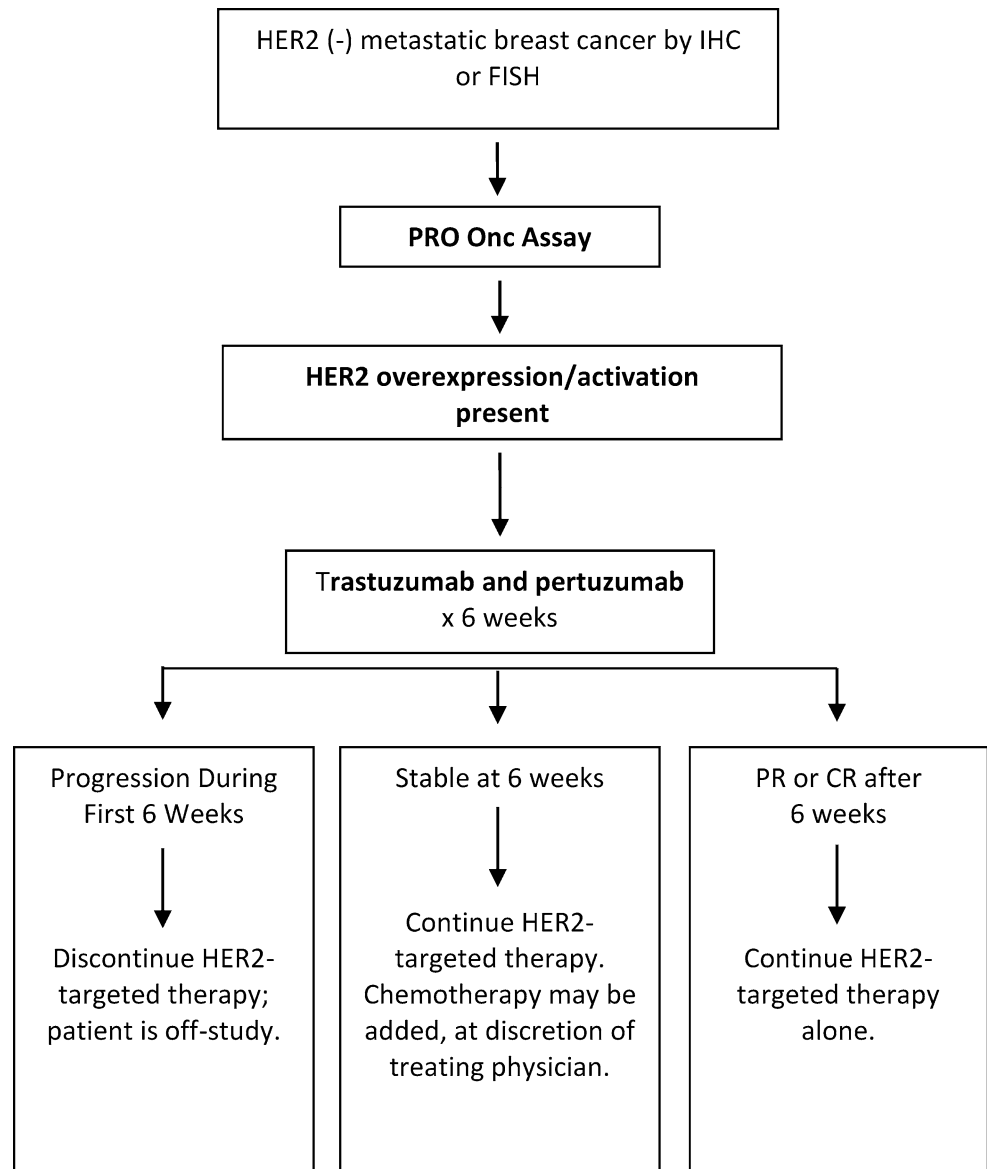 HER2 (-) metastatic breast cancer by IHC
or FISH
PRO Onc Assay
HER2 overexpression/activation
present
Trastuzumab and pertuzumab
x 6 weeks
Progression During
First 6 Weeks
Discontinue HER2-
targeted therapy;
patient is off-study.
Stable at 6 weeks
Continue HER2-
targeted therapy.
Chemotherapy may be
added, at discretion of
treating physician.
PR or CR after
6 weeks
Continue HER2-
targeted therapy
alone.